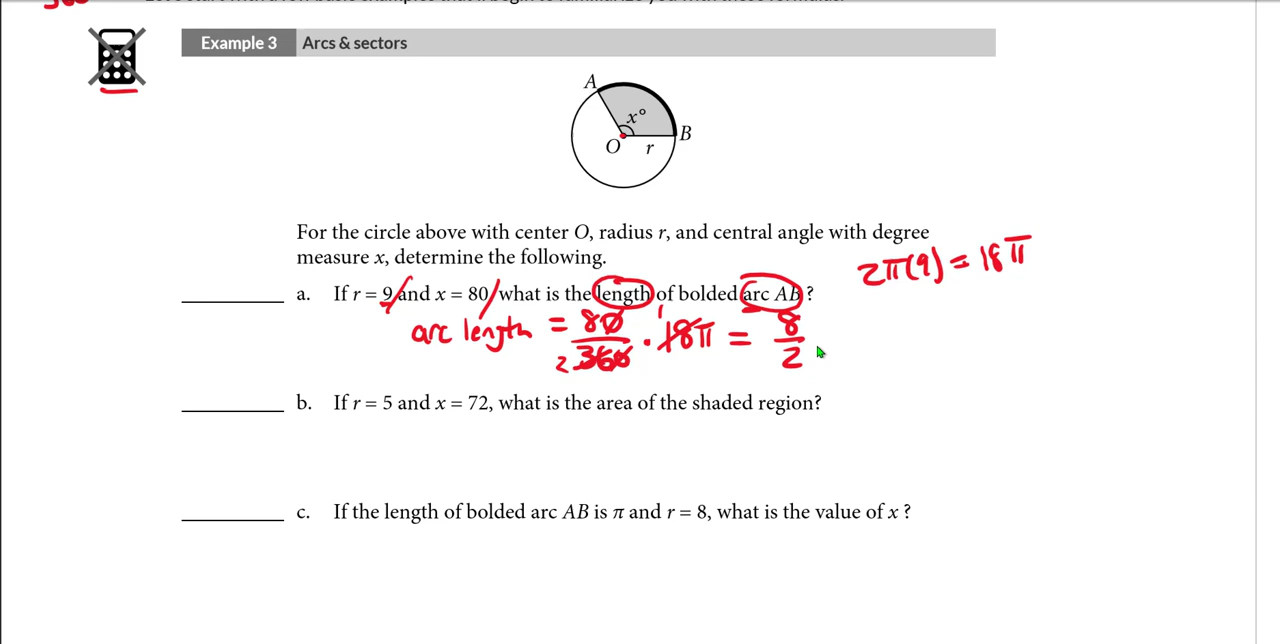 Example 3 Arcs & sectors
A
x°
B
O
r
For the circle above with center O, radius r, and central angle with degree
measure x, determine the following.
2π(9) = 18π
a. If r = 9 and x = 80, what is the length of bolded arc AB?
arc length = 80/360 · 18π = 8/2
2
1
b. If r = 5 and x = 72, what is the area of the shaded region?
c. If the length of bolded arc AB is π and r = 8, what is the value of x?